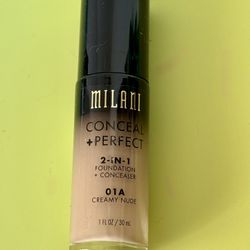 MILANI
CONCEAL
+PERFECT
2-IN-1
FOUNDATION
+ CONCEALER
01A
CREAMY NUDE
1 FL OZ / 30 mL